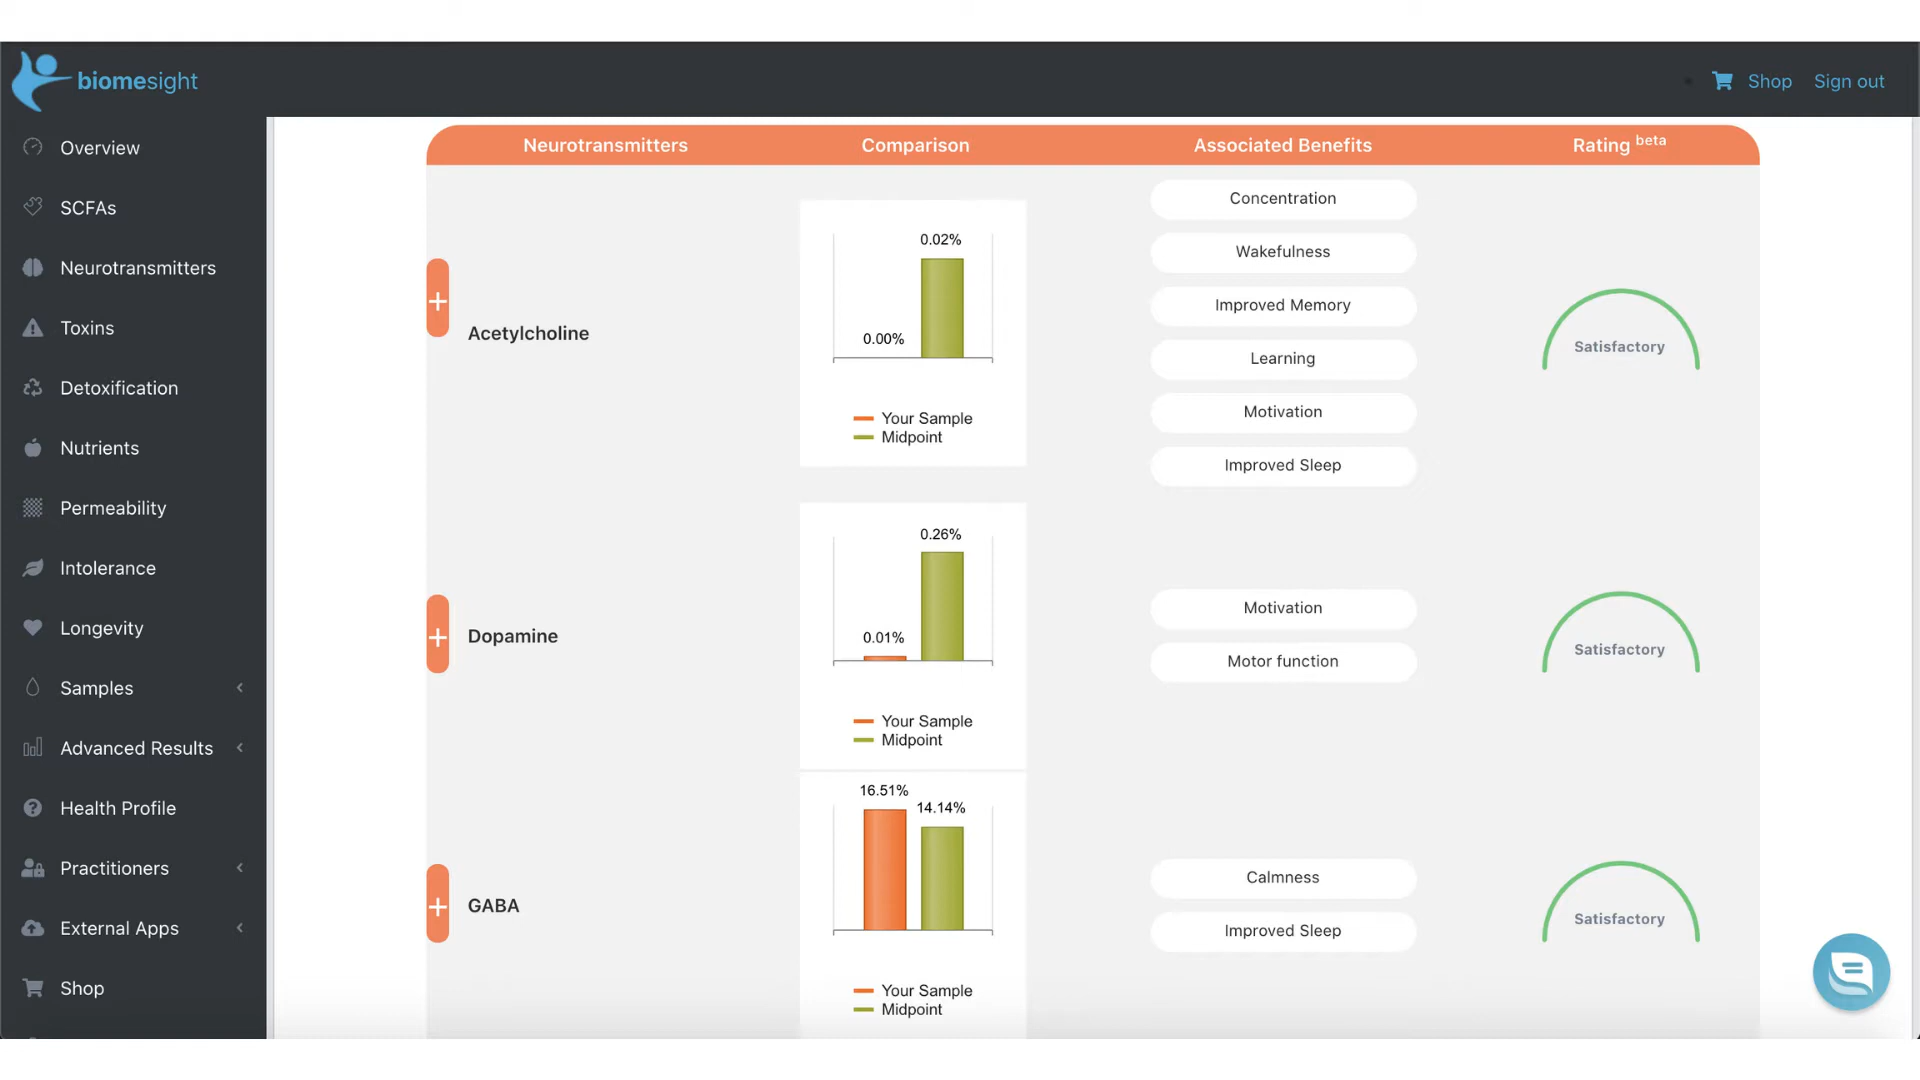 biomesight
Shop
Sign out
Overview
SCFAs
Neurotransmitters
Toxins
Detoxification
Nutrients
Permeability
Intolerance
Longevity
Samples
Advanced Results
Health Profile
Practitioners
External Apps
Shop
Neurotransmitters
Comparison
Associated Benefits
Rating beta
Acetylcholine
0.02%
0.00%
Your Sample
Midpoint
Concentration
Wakefulness
Improved Memory
Learning
Motivation
Improved Sleep
Satisfactory
Dopamine
0.26%
0.01%
Your Sample
Midpoint
Motivation
Motor function
Satisfactory
GABA
16.51%
14.14%
Your Sample
Midpoint
Calmness
Improved Sleep
Satisfactory